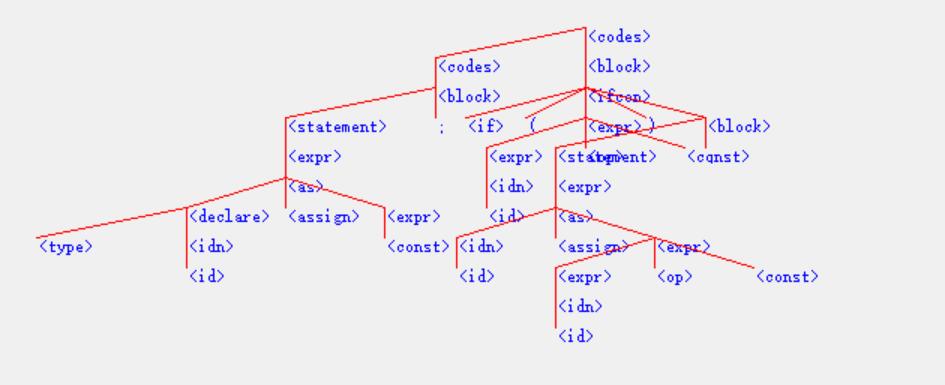 <codes>
<codes> <block>
<block> <ifcon>
<statement> ; <if> ( <expr> ) <block>
<expr> <expr> <statement> <op> <const>
<as> <idn> <expr>
<declare> <assign> <expr> <id> <as>
<type> <idn> <const> <idn> <assign> <expr>
<id> <id> <expr> <op> <const>
<idn>
<id>